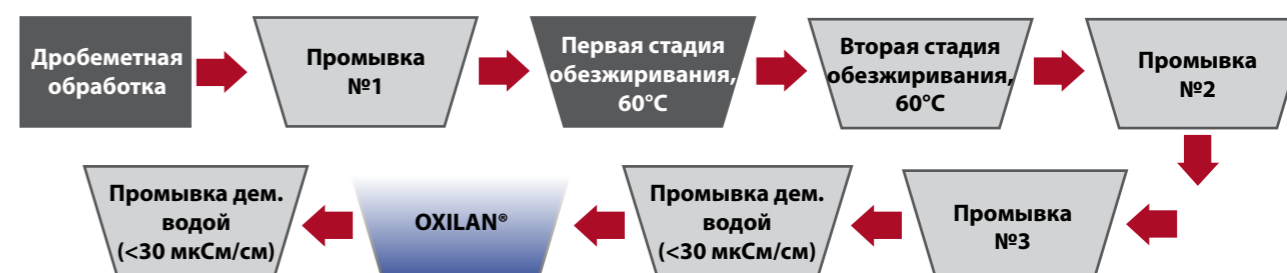 Дробеметная
обработка
Промывка
№1
Первая стадия
обезжиривания,
60°C
Вторая стадия
обезжиривания,
60°C
Промывка
№2
Промывка
№3
Промывка дем.
водой
(<30 мкСм/см)
OXILAN®
Промывка дем.
водой
(<30 мкСм/см)